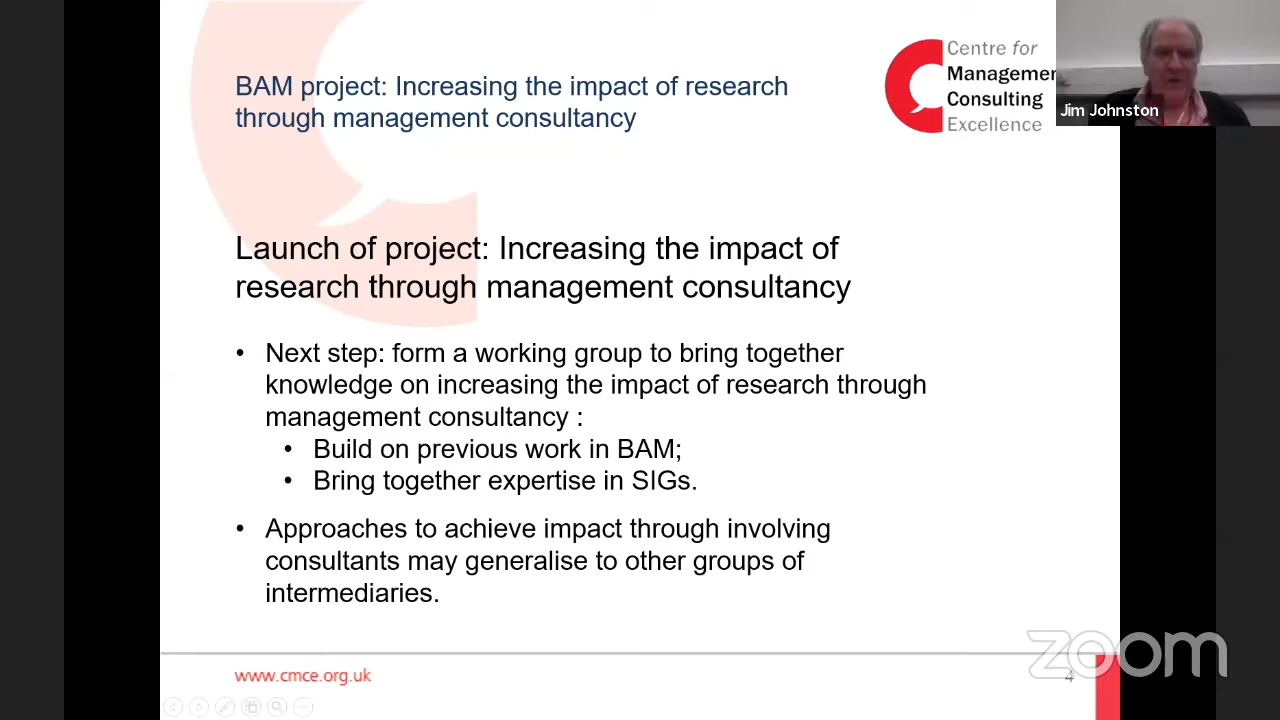 BAM project: Increasing the impact of research
through management consultancy
Centre for
Managemen
Consulting
Excellence
Jim Johnston
Launch of project: Increasing the impact of
research through management consultancy
• Next step: form a working group to bring together
knowledge on increasing the impact of research through
management consultancy :
• Build on previous work in BAM;
• Bring together expertise in SIGs.
• Approaches to achieve impact through involving
consultants may generalise to other groups of
intermediaries.
www.cmce.org.uk
4
zoom